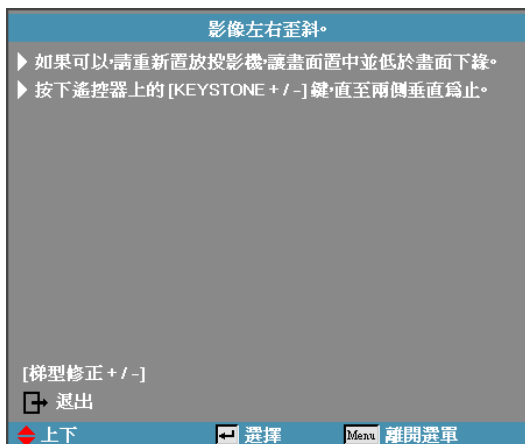 影像左右歪斜。
如果可以,請重新置放投影機,讓畫面置中並低於畫面下緣。
按下遙控器上的 [KEYSTONE + / -] 鍵,直至兩側垂直爲止。
[梯型修正 + / -]
退出
上下 選擇 Menu 離開選單